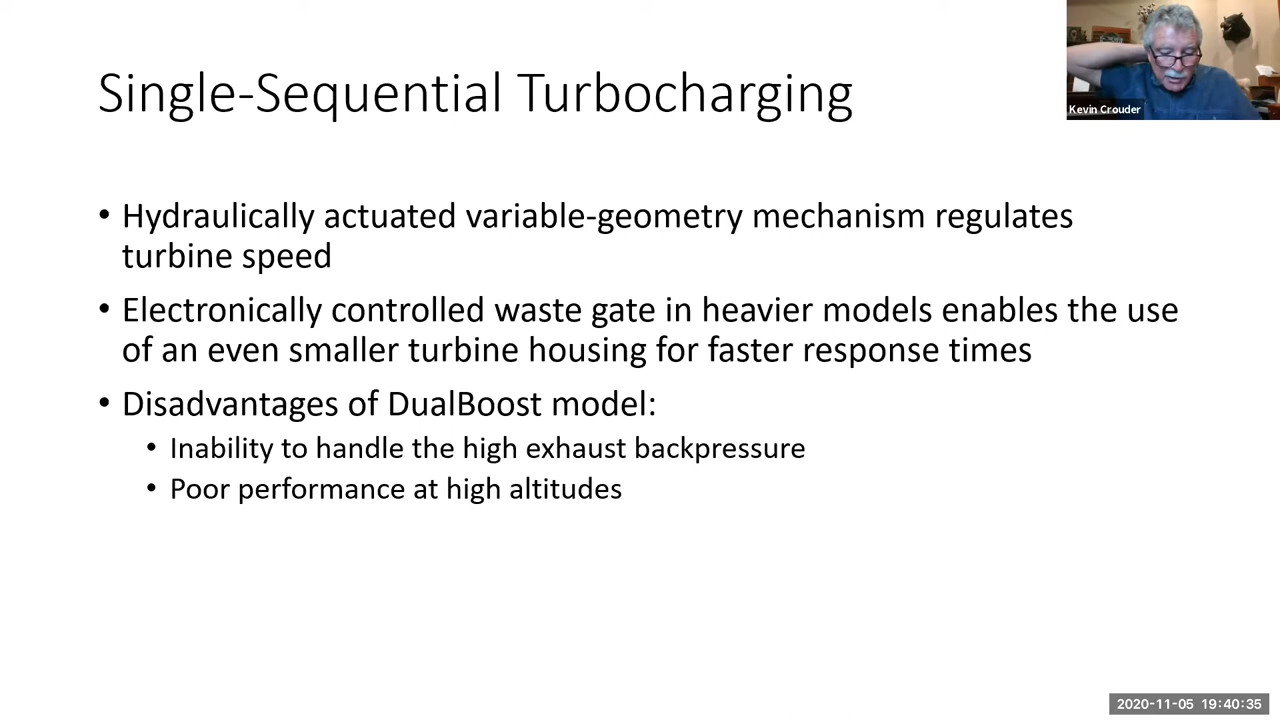 Single-Sequential Turbocharging
Kevin Crouder
• Hydraulically actuated variable-geometry mechanism regulates
turbine speed
• Electronically controlled waste gate in heavier models enables the use
of an even smaller turbine housing for faster response times
• Disadvantages of DualBoost model:
• Inability to handle the high exhaust backpressure
• Poor performance at high altitudes
2020-11-05 19:40:35